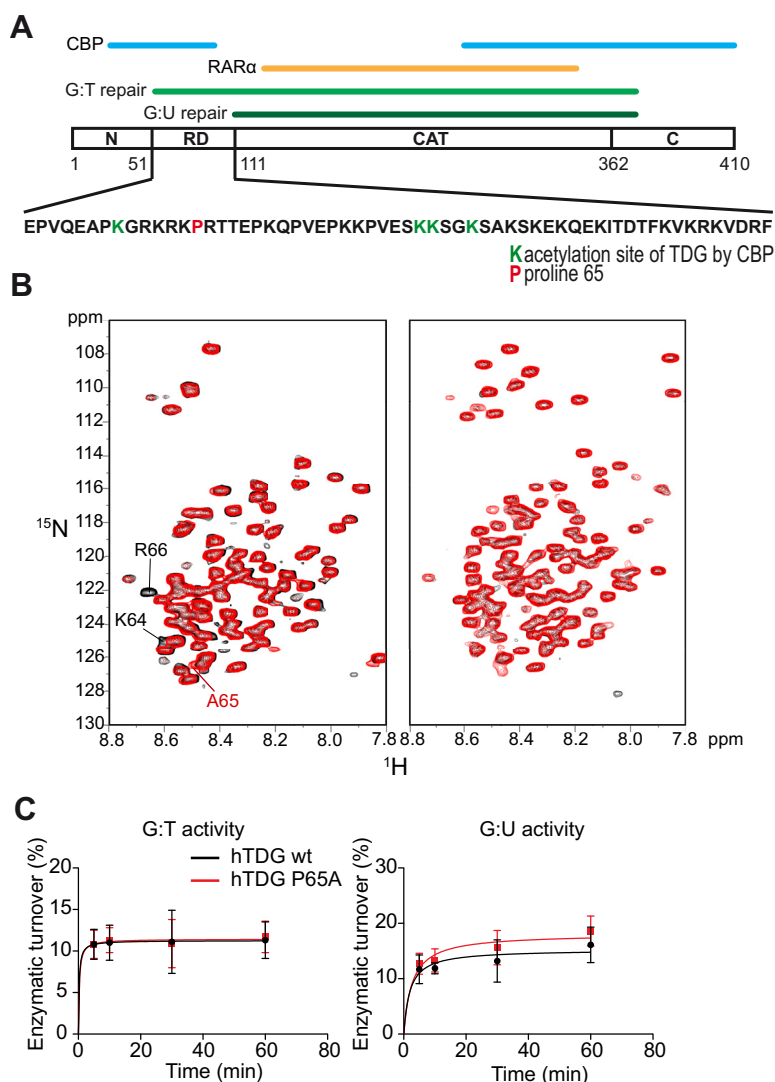 A
CBP
RARα
G:T repair
G:U repair
N RD CAT C
1 51 111 362 410
EPVQEAPKGRKRKPRTTEPKQPVEPKKPVESKKSGKSAKSKEKQEKITDTFKVKRKVDRF
K acetylation site of TDG by CBP
P proline 65
B
ppm
108
110
112
114
116
15N 118
120
R66
122
K64
124
126
A65
128
130
8.8 8.6 8.4 8.2 8.0 7.8 8.8 8.6 8.4 8.2 8.0 7.8 ppm
1H
C
G:T activity G:U activity
hTDG wt
hTDG P65A
Enzymatic turnover (%)
20
15
10
5
0
0 20 40 60 80
Time (min)
Enzymatic turnover (%)
30
20
10
0
0 20 40 60 80
Time (min)